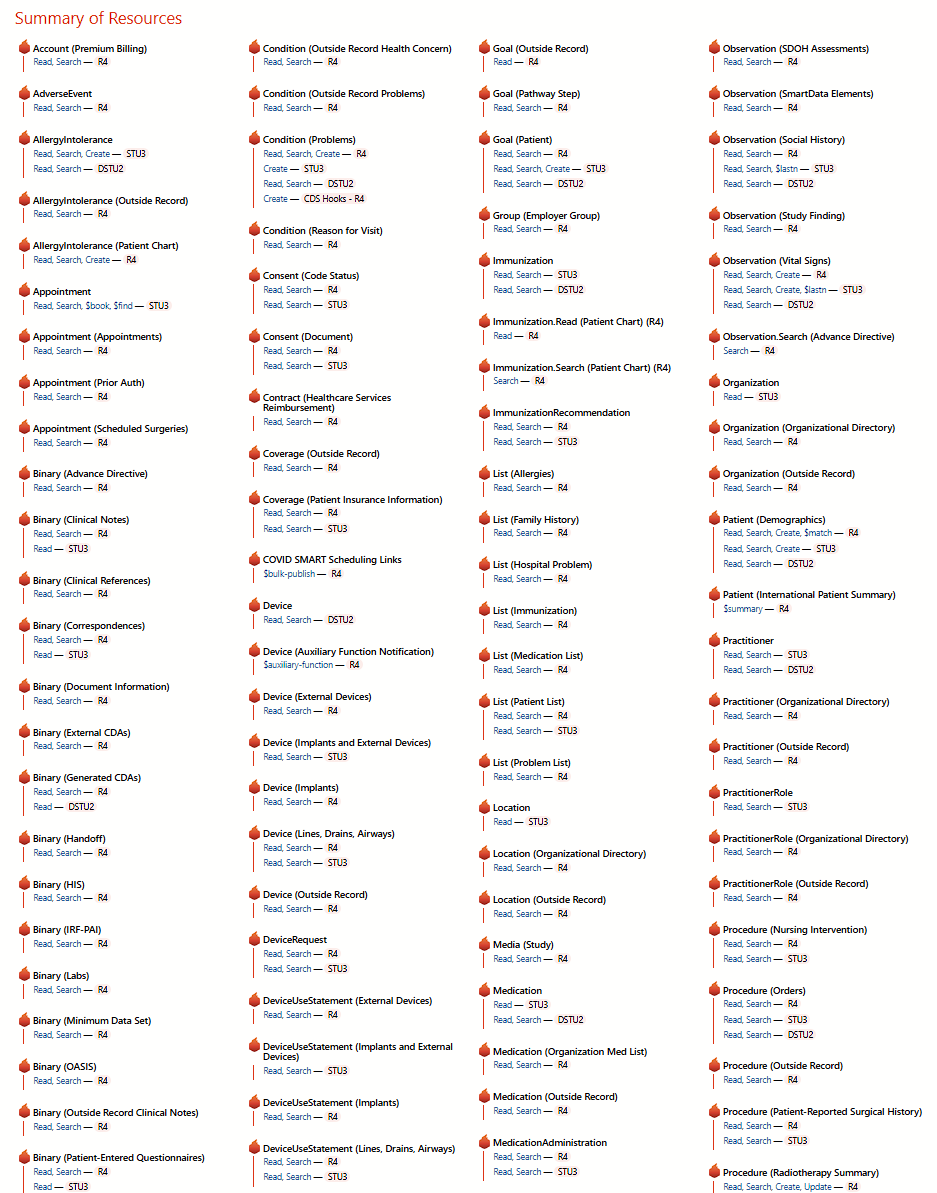 Summary of Resources
Account (Premium Billing)
Read, Search — R4
AdverseEvent
Read, Search — R4
AllergyIntolerance
Read, Search, Create — STU3
Read, Search — DSTU2
AllergyIntolerance (Outside Record)
Read, Search — R4
AllergyIntolerance (Patient Chart)
Read, Search, Create — R4
Appointment
Read, Search, $book, $find — STU3
Appointment (Appointments)
Read, Search — R4
Appointment (Prior Auth)
Read, Search — R4
Appointment (Scheduled Surgeries)
Read, Search — R4
Binary (Advance Directive)
Read, Search — R4
Binary (Clinical Notes)
Read, Search — R4
Read — STU3
Binary (Clinical References)
Read, Search — R4
Binary (Correspondences)
Read, Search — R4
Read — STU3
Binary (Document Information)
Read, Search — R4
Binary (External CDAs)
Read, Search — R4
Binary (Generated CDAs)
Read, Search — R4
Read — DSTU2
Binary (Handoff)
Read, Search — R4
Binary (HIS)
Read, Search — R4
Binary (IRF-PAI)
Read, Search — R4
Binary (Labs)
Read, Search — R4
Binary (Minimum Data Set)
Read, Search — R4
Binary (OASIS)
Read, Search — R4
Binary (Outside Record Clinical Notes)
Read, Search — R4
Binary (Patient-Entered Questionnaires)
Read, Search — R4
Read — STU3
Condition (Outside Record Health Concern)
Read, Search — R4
Condition (Outside Record Problems)
Read, Search — R4
Condition (Problems)
Read, Search, Create — R4
Create — STU3
Read, Search — DSTU2
Create — CDS Hooks - R4
Condition (Reason for Visit)
Read, Search — R4
Consent (Code Status)
Read, Search — R4
Read, Search — STU3
Consent (Document)
Read, Search — R4
Read, Search — STU3
Contract (Healthcare Services
Reimbursement)
Read, Search — R4
Coverage (Outside Record)
Read, Search — R4
Coverage (Patient Insurance Information)
Read, Search — R4
Read, Search — STU3
COVID SMART Scheduling Links
$bulk-publish — R4
Device
Read, Search — DSTU2
Device (Auxiliary Function Notification)
$auxiliary-function — R4
Device (External Devices)
Read, Search — R4
Device (Implants and External Devices)
Read, Search — STU3
Device (Implants)
Read, Search — R4
Device (Lines, Drains, Airways)
Read, Search — R4
Read, Search — STU3
Device (Outside Record)
Read, Search — R4
DeviceRequest
Read, Search — R4
Read, Search — STU3
DeviceUseStatement (External Devices)
Read, Search — R4
DeviceUseStatement (Implants and External
Devices)
Read, Search — STU3
DeviceUseStatement (Implants)
Read, Search — R4
DeviceUseStatement (Lines, Drains, Airways)
Read, Search — R4
Read, Search — STU3
Goal (Outside Record)
Read — R4
Goal (Pathway Step)
Read, Search — R4
Goal (Patient)
Read, Search — R4
Read, Search, Create — STU3
Read, Search — DSTU2
Group (Employer Group)
Read, Search — R4
Immunization
Read, Search — STU3
Read, Search — DSTU2
Immunization.Read (Patient Chart) (R4)
Read — R4
Immunization.Search (Patient Chart) (R4)
Search — R4
ImmunizationRecommendation
Read, Search — R4
Read, Search — STU3
List (Allergies)
Read, Search — R4
List (Family History)
Read, Search — R4
List (Hospital Problem)
Read, Search — R4
List (Immunization)
Read, Search — R4
List (Medication List)
Read, Search — R4
List (Patient List)
Read, Search — R4
Read, Search — STU3
List (Problem List)
Read, Search — R4
Location
Read — STU3
Location (Organizational Directory)
Read, Search — R4
Location (Outside Record)
Read, Search — R4
Media (Study)
Read, Search — R4
Medication
Read — STU3
Read, Search — DSTU2
Medication (Organization Med List)
Read, Search — R4
Medication (Outside Record)
Read, Search — R4
MedicationAdministration
Read, Search — R4
Read, Search — STU3
Observation (SDOH Assessments)
Read, Search — R4
Observation (SmartData Elements)
Read, Search — R4
Observation (Social History)
Read, Search — R4
Read, Search, $lastn — STU3
Read, Search — DSTU2
Observation (Study Finding)
Read, Search — R4
Observation (Vital Signs)
Read, Search, Create — R4
Read, Search, Create, $lastn — STU3
Read, Search — DSTU2
Observation.Search (Advance Directive)
Search — R4
Organization
Read — STU3
Organization (Organizational Directory)
Read, Search — R4
Organization (Outside Record)
Read, Search — R4
Patient (Demographics)
Read, Search, Create, $match — R4
Read, Search, Create — STU3
Read, Search — DSTU2
Patient (International Patient Summary)
$summary — R4
Practitioner
Read, Search — STU3
Read, Search — DSTU2
Practitioner (Organizational Directory)
Read, Search — R4
Practitioner (Outside Record)
Read, Search — R4
PractitionerRole
Read, Search — STU3
PractitionerRole (Organizational Directory)
Read, Search — R4
PractitionerRole (Outside Record)
Read, Search — R4
Procedure (Nursing Intervention)
Read, Search — R4
Read, Search — STU3
Procedure (Orders)
Read, Search — R4
Read, Search — STU3
Read, Search — DSTU2
Procedure (Outside Record)
Read, Search — R4
Procedure (Patient-Reported Surgical History)
Read, Search — R4
Read, Search — STU3
Procedure (Radiotherapy Summary)
Read, Search, Create, Update — R4